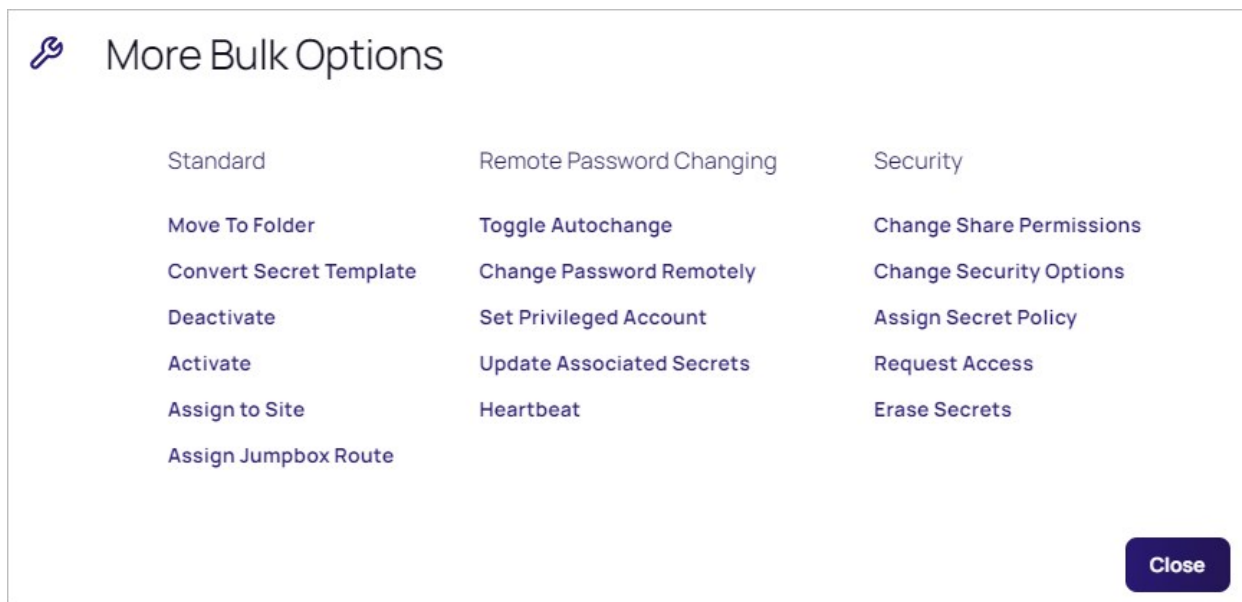 More Bulk Options
Standard
Move To Folder
Convert Secret Template
Deactivate
Activate
Assign to Site
Assign Jumpbox Route
Remote Password Changing
Toggle Autochange
Change Password Remotely
Set Privileged Account
Update Associated Secrets
Heartbeat
Security
Change Share Permissions
Change Security Options
Assign Secret Policy
Request Access
Erase Secrets
Close